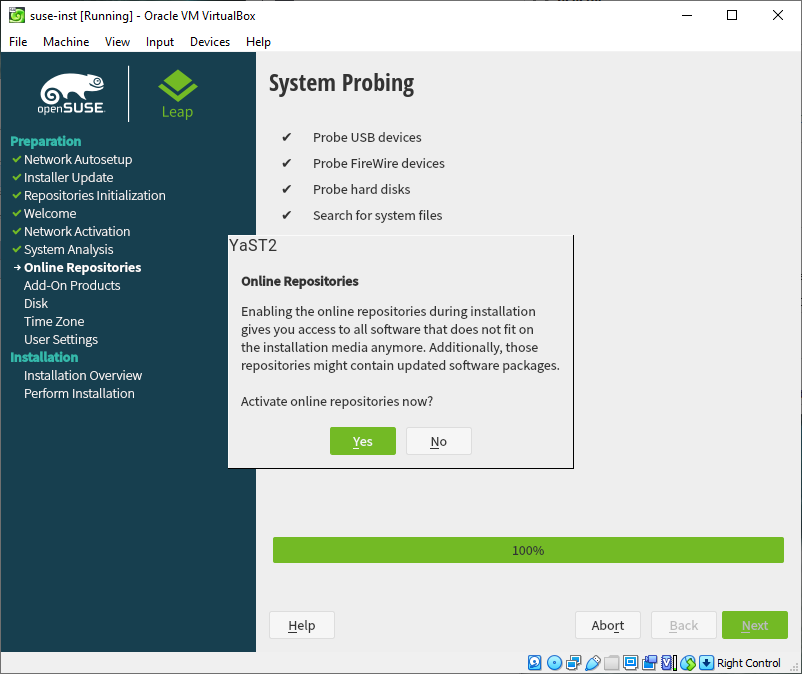 suse-inst [Running] - Oracle VM VirtualBox
File Machine View Input Devices Help
openSUSE
Leap
Preparation
Network Autosetup
Installer Update
Repositories Initialization
Welcome
Network Activation
System Analysis
Online Repositories
Add-On Products
Disk
Time Zone
User Settings
Installation
Installation Overview
Perform Installation
System Probing
Probe USB devices
Probe FireWire devices
Probe hard disks
Search for system files
YaST2
Online Repositories
Enabling the online repositories during installation
gives you access to all software that does not fit on
the installation media anymore. Additionally, those
repositories might contain updated software packages.
Activate online repositories now?
Yes No
100%
Help Abort Back Next
Right Control